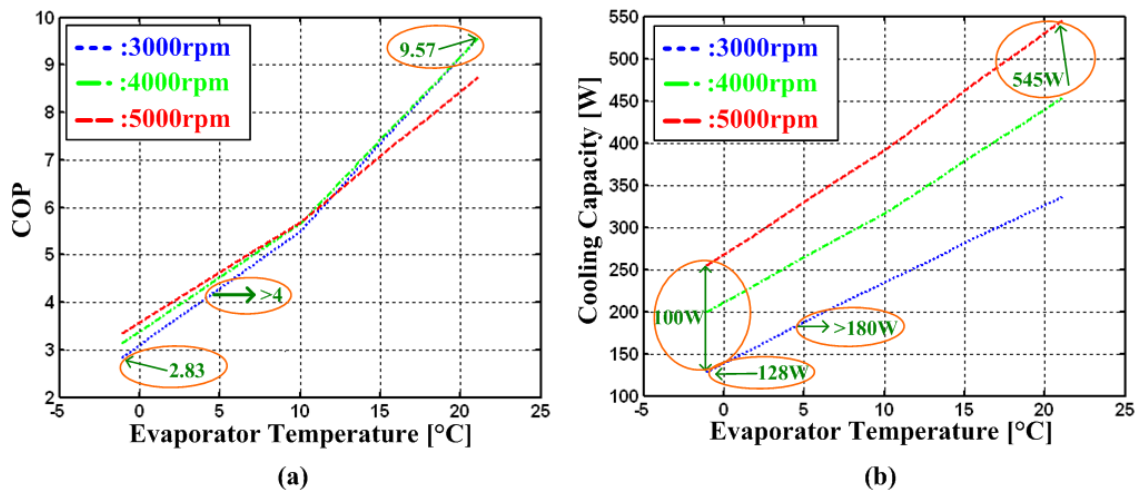 10
9
8
7
6
5
4
3
2
COP
:3000rpm
:4000rpm
:5000rpm
9.57
>4
2.83
-5 0 5 10 15 20 25
Evaporator Temperature [°C]
(a)
550
500
450
400
350
300
250
200
150
100
Cooling Capacity [W]
:3000rpm
:4000rpm
:5000rpm
545W
100W
>180W
128W
-5 0 5 10 15 20 25
Evaporator Temperature [°C]
(b)